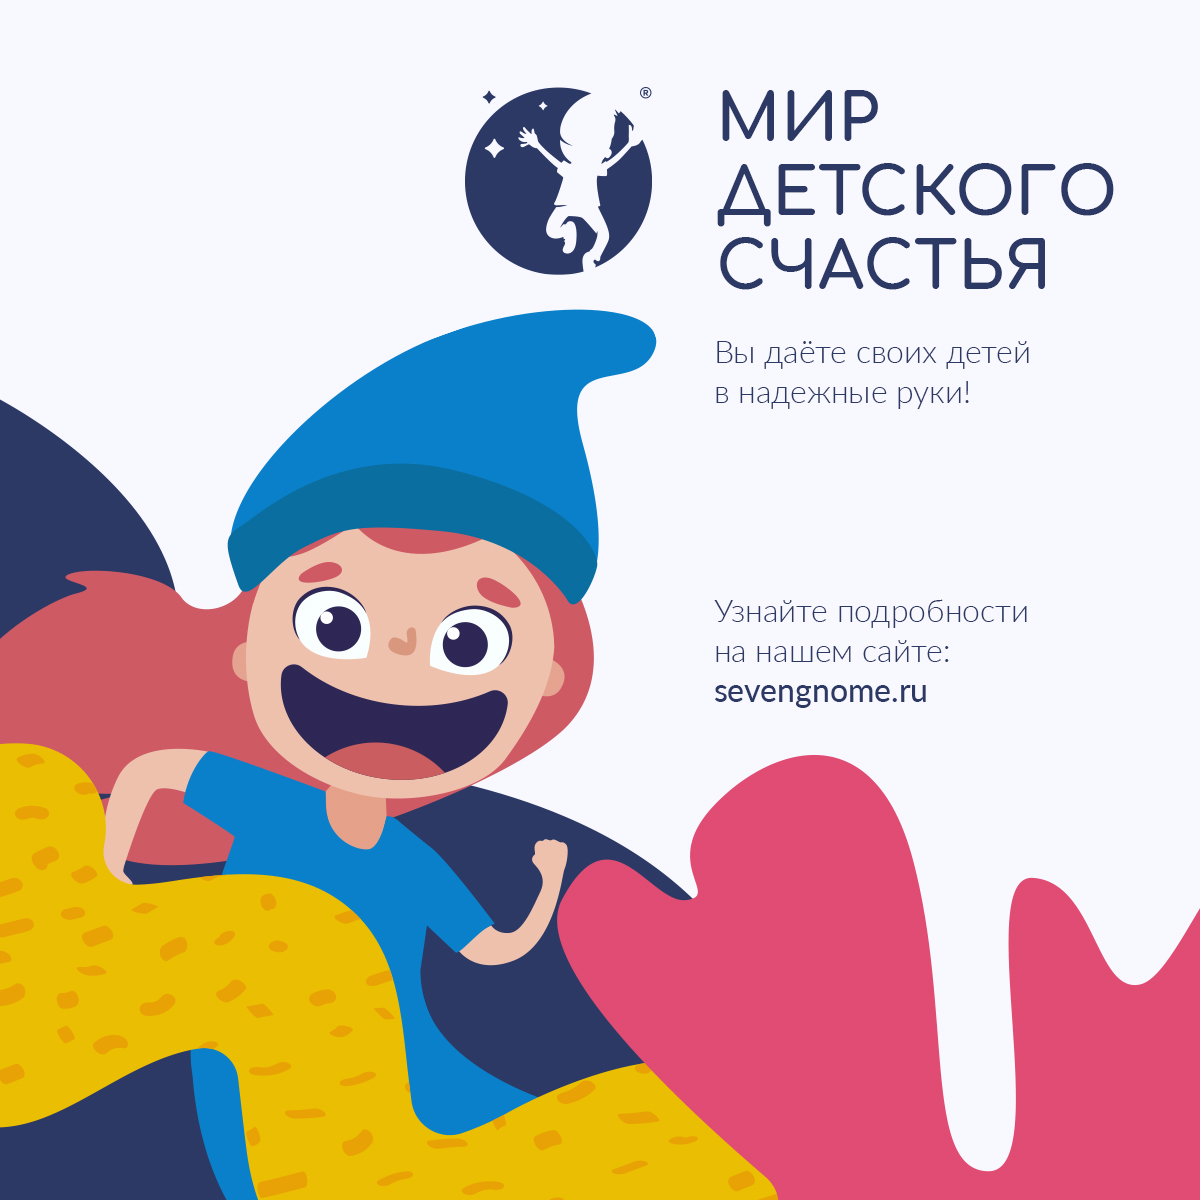 ®
МИР
ДЕТСКОГО
СЧАСТЬЯ
Вы даёте своих детей
в надежные руки!
Узнайте подробности
на нашем сайте:
sevengnome.ru